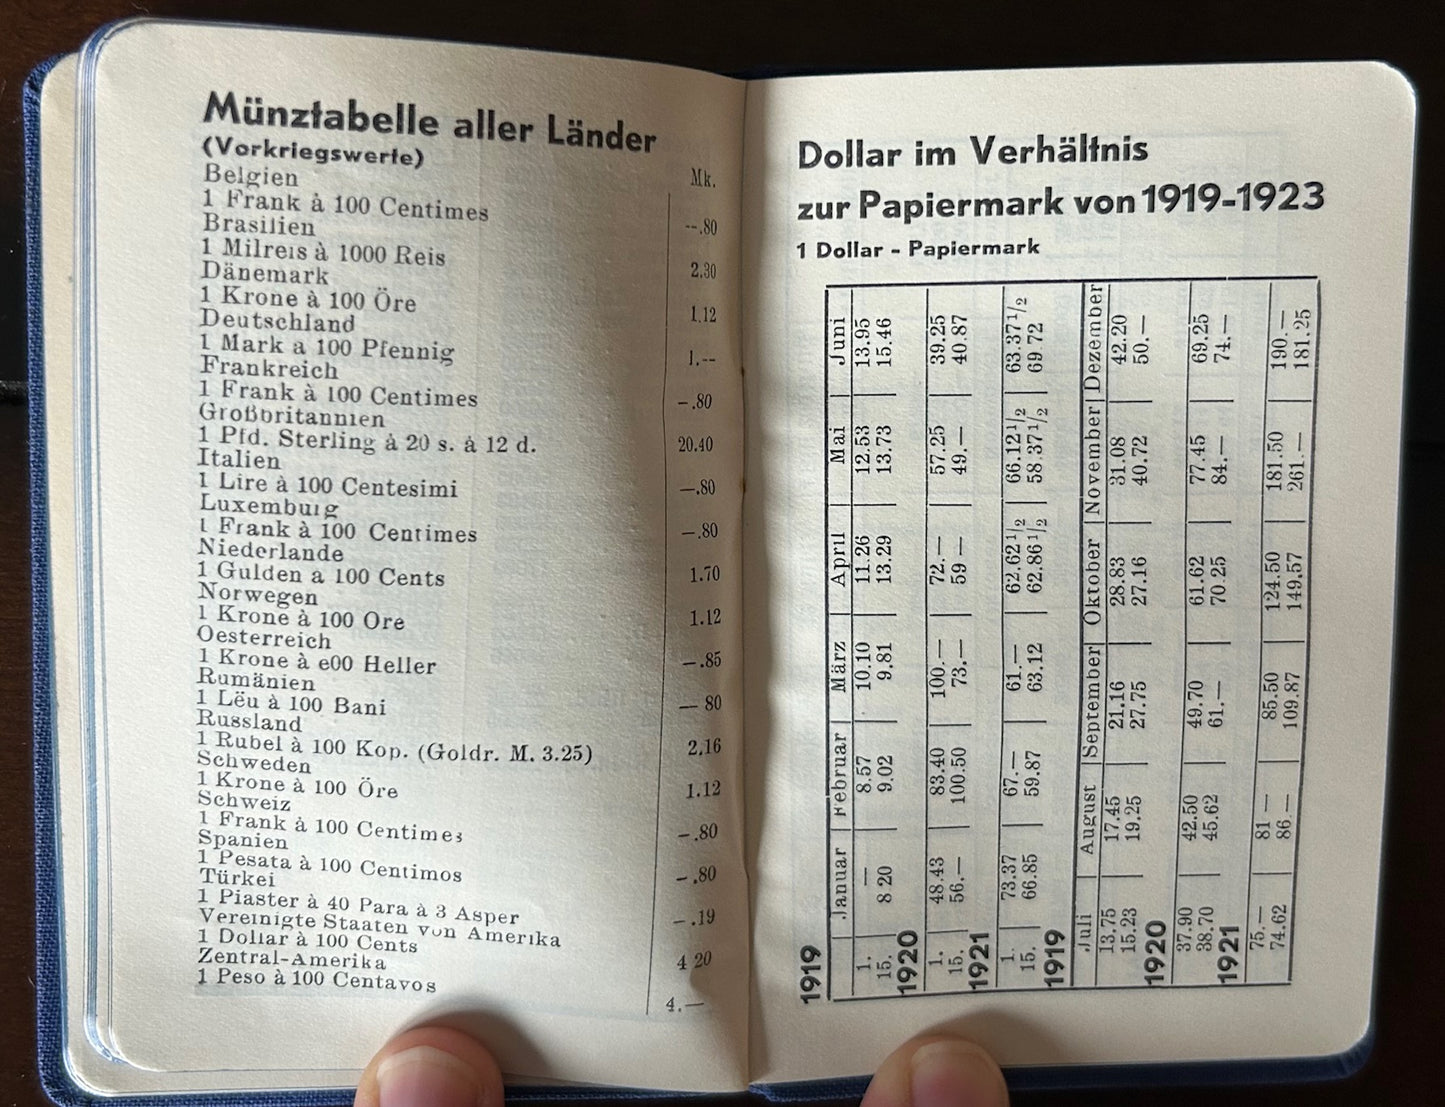 Münztabelle aller Länder
(Vorkriegswerte)
Mk.
Belgien
1 Frank à 100 Centimes --.80
Brasilien
1 Milreis à 1000 Reis 2.30
Dänemark
1 Krone à 100 Öre 1.12
Deutschland
1 Mark a 100 Pfennig 1.--
Frankreich
1 Frank à 100 Centimes —.80
Großbritannien
1 Pfd. Sterling à 20 s. à 12 d. 20.40
Italien
1 Lire à 100 Centesimi —.80
Luxemburg
1 Frank à 100 Centimes —.80
Niederlande
1 Gulden a 100 Cents 1.70
Norwegen
1 Krone à 100 Ore 1.12
Oesterreich
1 Krone à e00 Heller —.85
Rumänien
1 Lëu à 100 Bani — 80
Russland
1 Rubel à 100 Kop. (Goldr. M. 3.25) 2.16
Schweden
1 Krone à 100 Öre 1.12
Schweiz
1 Frank à 100 Centimes —.80
Spanien
1 Pesata à 100 Centimos —.80
Türkei
1 Piaster à 40 Para à 3 Asper —.19
Vereinigte Staaten von Amerika
1 Dollar à 100 Cents 4 20
Zentral-Amerika
1 Peso à 100 Centavos 4.—
Dollar im Verhältnis
zur Papiermark von 1919-1923
1 Dollar - Papiermark
1919
Januar Februar März April Mai Juni
1. — 8.57 10.10 11.26 12.53 13.95
15. 8 20 9.02 9.81 13.29 13.73 15.46
1920
1. 48.43 83.40 100.— 72.— 57.25 39.25
15. 56.— 100.50 73.— 59 — 49.— 40.87
1921
1. 73.37 67.— 61.— 62.62 1/2 66.12 1/2 63.37 1/2
15. 66.85 59.87 63.12 62.86 1/2 58.37 1/2 69 72
1919
Juli August September Oktober November Dezember
13.75 17.45 21.16 28.83 31.08 42.20
15.23 19.25 27.75 27.16 40.72 50.—
1920
37.90 42.50 49.70 61.62 77.45 69.25
38.70 45.62 61.— 70 25 84.— 74.—
1921
75.— 81 — 85.50 124.50 181.50 190.—
74.62 86 — 109.87 149.57 261.— 181.25